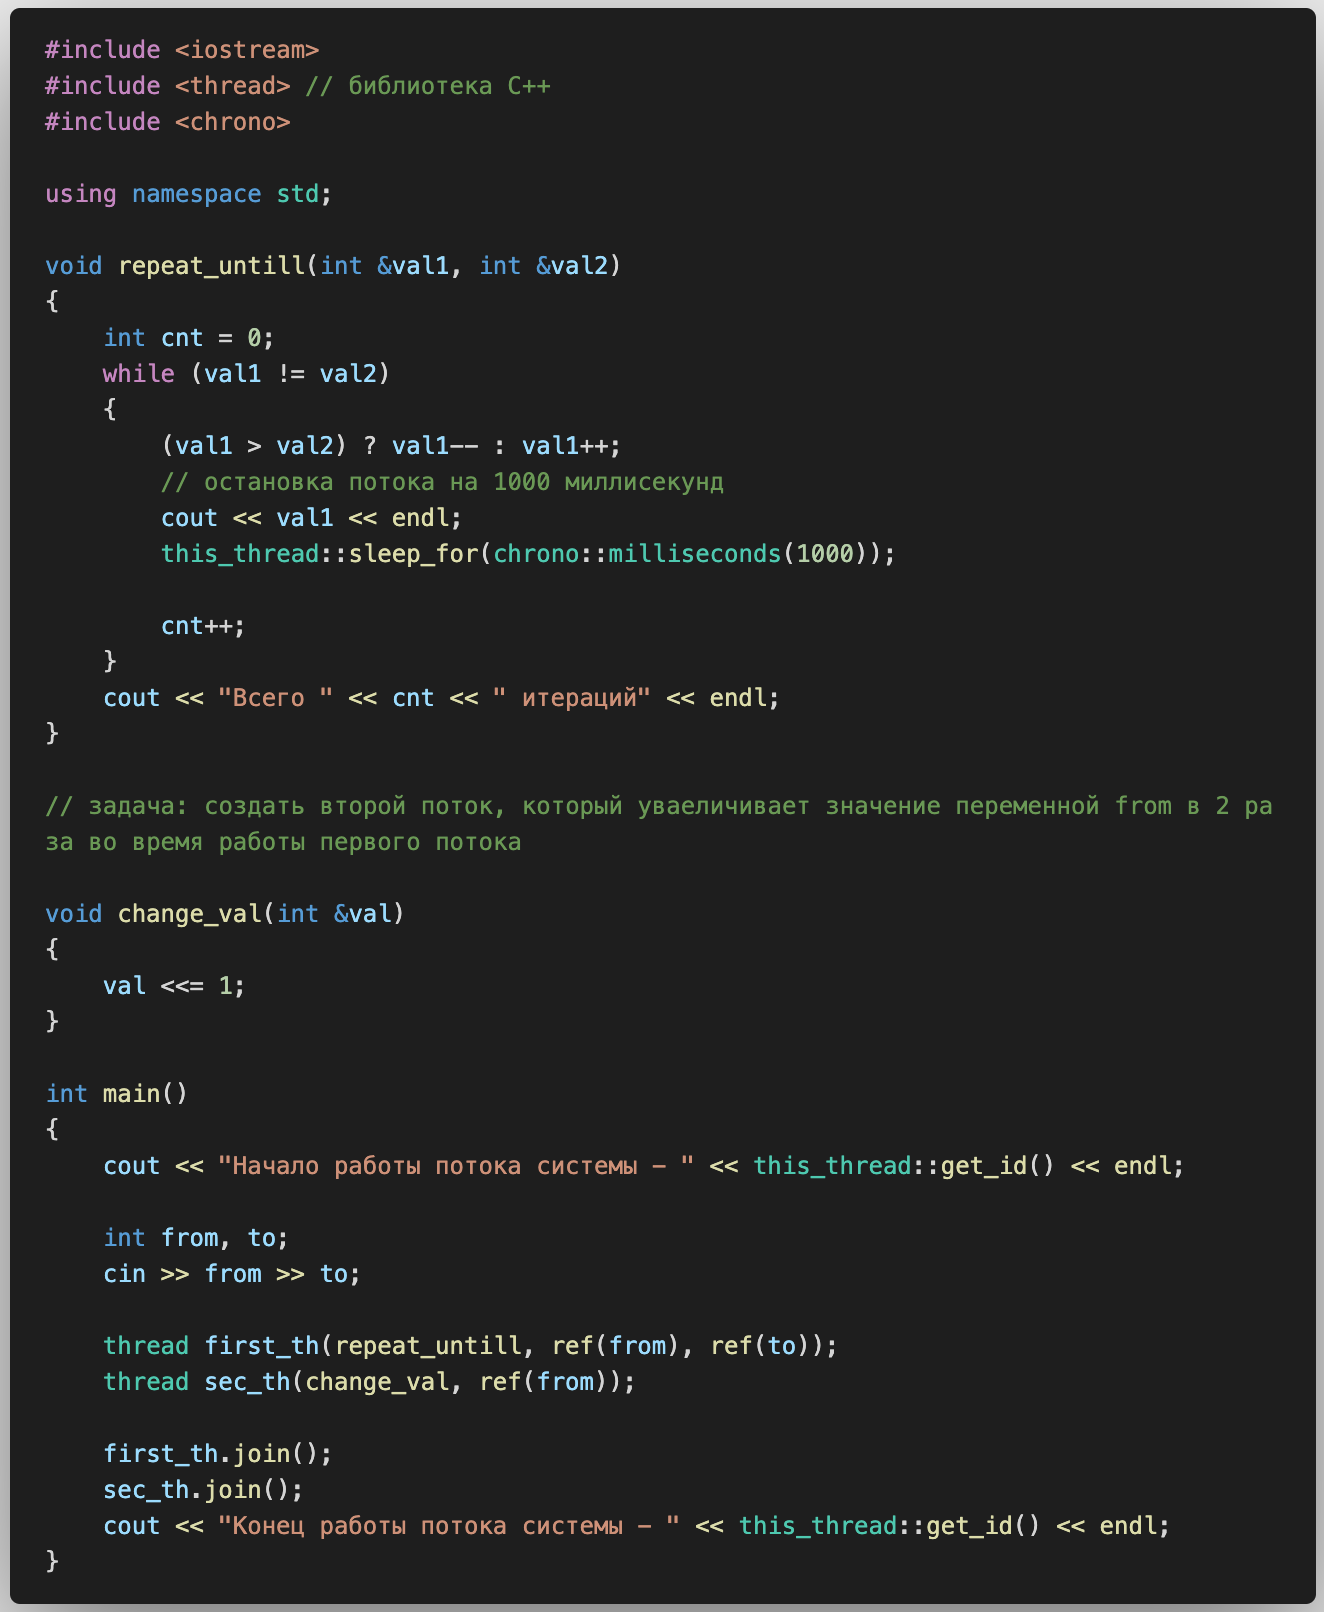 #include <iostream>
#include <thread> // библиотека C++
#include <chrono>

using namespace std;

void repeat_untill(int &val1, int &val2)
{
    int cnt = 0;
    while (val1 != val2)
    {
        (val1 > val2) ? val1-- : val1++;
        // остановка потока на 1000 миллисекунд
        cout << val1 << endl;
        this_thread::sleep_for(chrono::milliseconds(1000));

        cnt++;
    }
    cout << "Всего " << cnt << " итераций" << endl;
}

// задача: создать второй поток, который уваеличивает значение переменной from в 2 ра
за во время работы первого потока

void change_val(int &val)
{
    val <<= 1;
}

int main()
{
    cout << "Начало работы потока системы – " << this_thread::get_id() << endl;

    int from, to;
    cin >> from >> to;

    thread first_th(repeat_untill, ref(from), ref(to));
    thread sec_th(change_val, ref(from));

    first_th.join();
    sec_th.join();
    cout << "Конец работы потока системы – " << this_thread::get_id() << endl;
}